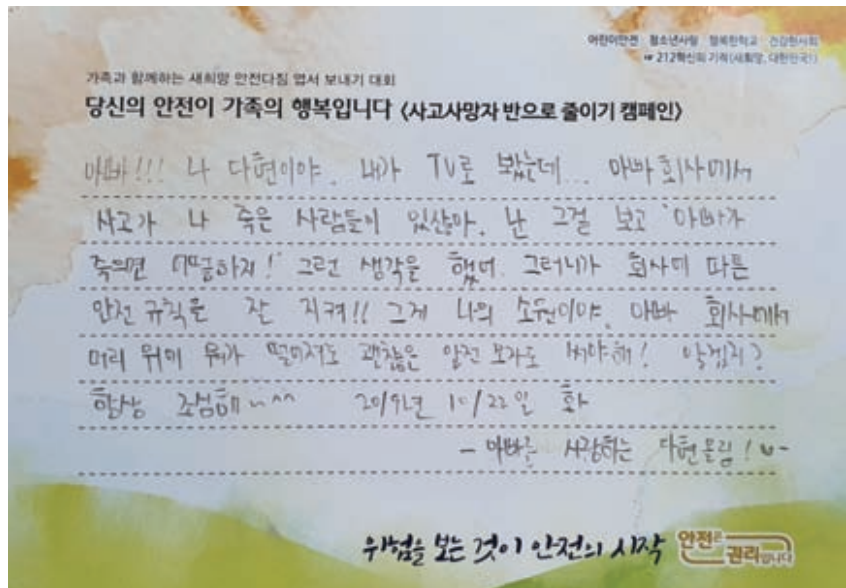 어린이안전 청소년사랑 행복한학교 건강한사회
212혁신의 기적(새희망, 대한민국!)
가족과 함께하는 새희망 안전다짐 엽서 보내기 대회
당신의 안전이 가족의 행복입니다 <사고사망자 반으로 줄이기 캠페인>
아빠!!! 나 다현이야. 내가 TV로 봤는데... 아빠 회사에서
사고가 나 죽은 사람들이 있잖아. 난 그걸 보고 '아빠가
죽으면 어떡하지!' 그런 생각을 했어. 그러니까 회사에 따른
안전 규칙을 잘 지켜!! 그게 나의 소원이야. 아빠 회사에서
머리 위에 뭐가 떨어져도 괜찮은 안전 모자도 써야해! 알겠지?
항상 조심해~^^ 2019년 10/22일 화
- 아빠를 사랑하는 다현올림! -
위험을 보는 것이 안전의 시작
안전은 권리입니다